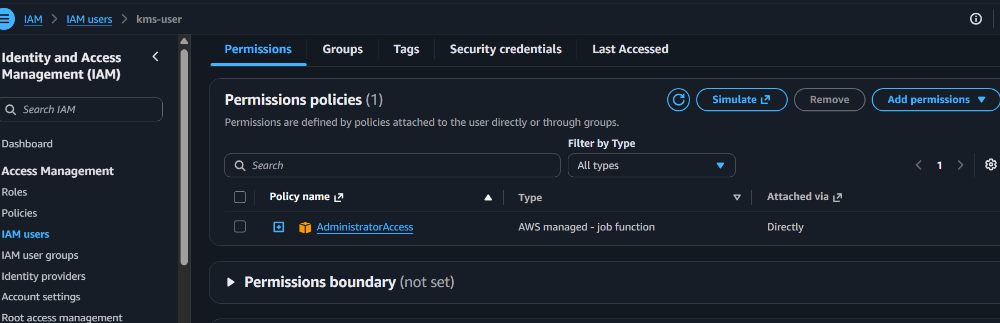 IAM > IAM users > kms-user
Identity and Access
Management (IAM)
Search IAM
Dashboard
Access Management
Roles
Policies
IAM users
IAM user groups
Identity providers
Account settings
Root access management
Permissions Groups Tags Security credentials Last Accessed
Permissions policies (1)
Simulate Remove Add permissions
Permissions are defined by policies attached to the user directly or through groups.
Filter by Type
Search All types 1
Policy name Type Attached via
AdministratorAccess AWS managed - job function Directly
Permissions boundary (not set)